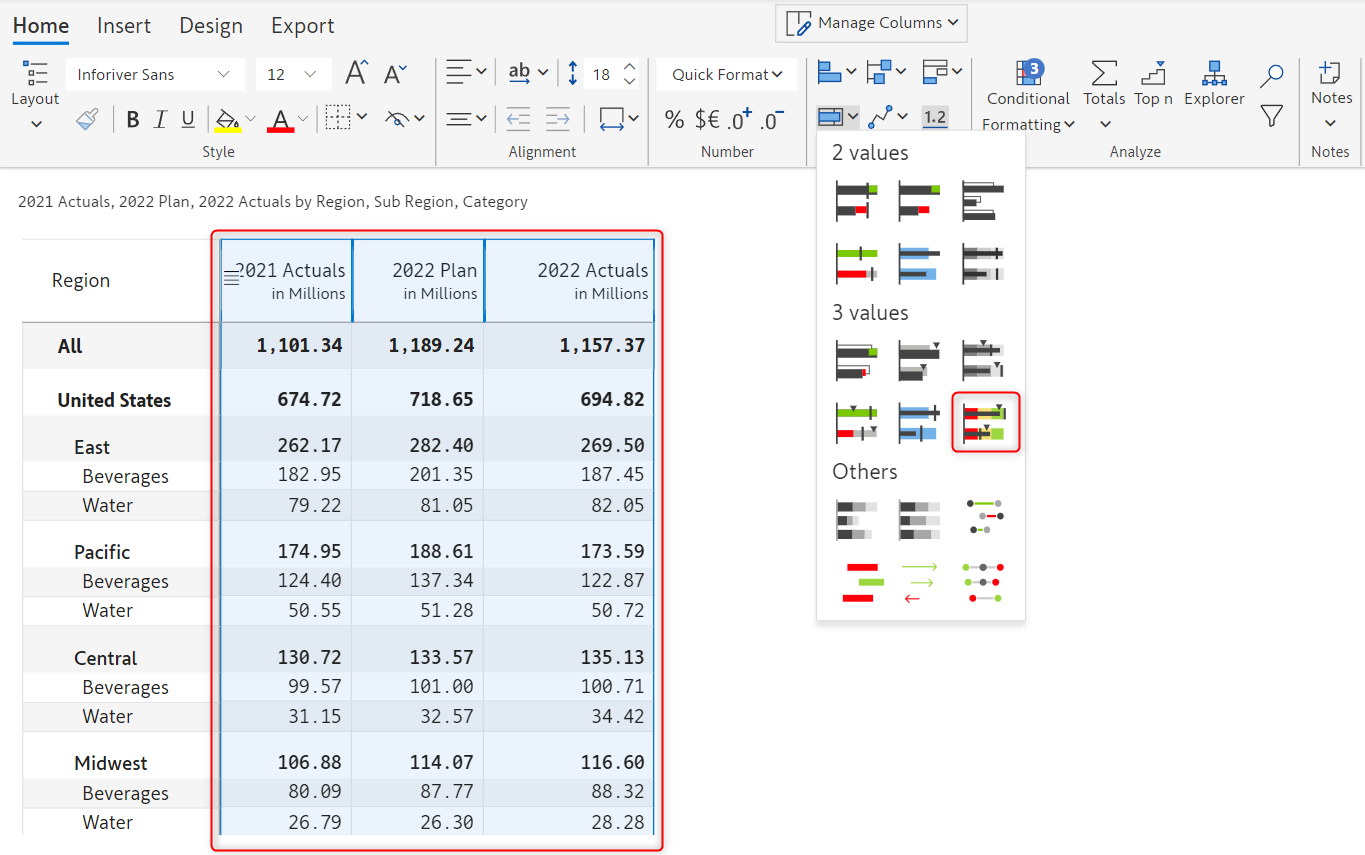 Home Insert Design Export
Manage Columns
Inforiver Sans 12 A A ab 18 Quick Format 3
Layout Conditional Formatting Totals Top n Explorer Notes
B I U A % $€ .0+ .0- 1.2
Style Alignment Number Analyze Notes
2 values
2021 Actuals, 2022 Plan, 2022 Actuals by Region, Sub Region, Category
Region 2021 Actuals in Millions 2022 Plan in Millions 2022 Actuals in Millions
3 values
All 1,101.34 1,189.24 1,157.37
United States 674.72 718.65 694.82
East 262.17 282.40 269.50
Others
Beverages 182.95 201.35 187.45
Water 79.22 81.05 82.05
Pacific 174.95 188.61 173.59
Beverages 124.40 137.34 122.87
Water 50.55 51.28 50.72
Central 130.72 133.57 135.13
Beverages 99.57 101.00 100.71
Water 31.15 32.57 34.42
Midwest 106.88 114.07 116.60
Beverages 80.09 87.77 88.32
Water 26.79 26.30 28.28